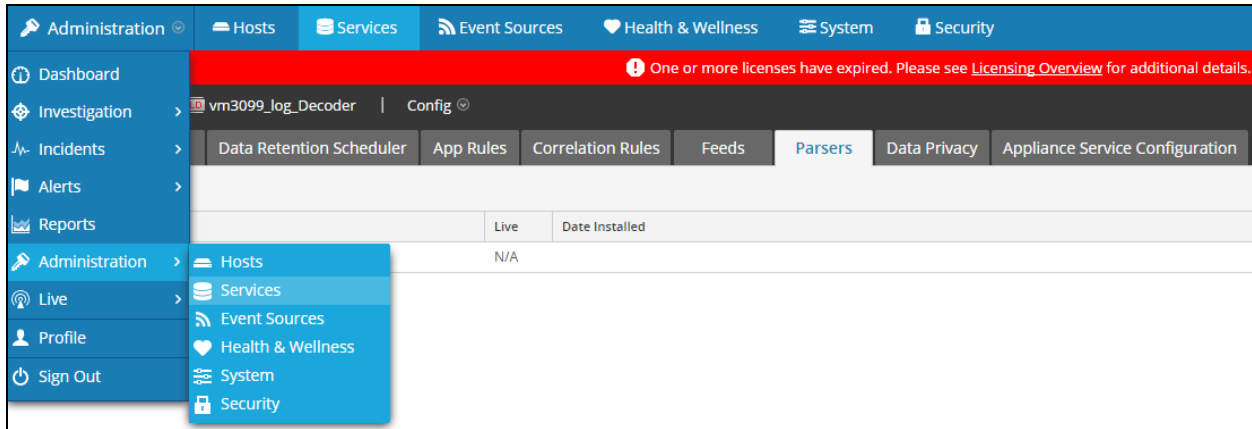 Administration Hosts Services Event Sources Health & Wellness System Security
Dashboard
One or more licenses have expired. Please see Licensing Overview for additional details.
Investigation
LD vm3099_log_Decoder | Config
Incidents
Data Retention Scheduler App Rules Correlation Rules Feeds Parsers Data Privacy Appliance Service Configuration
Alerts
Reports
Live Date Installed
Administration
N/A
Hosts
Live
Services
Event Sources
Profile
Health & Wellness
Sign Out
System
Security